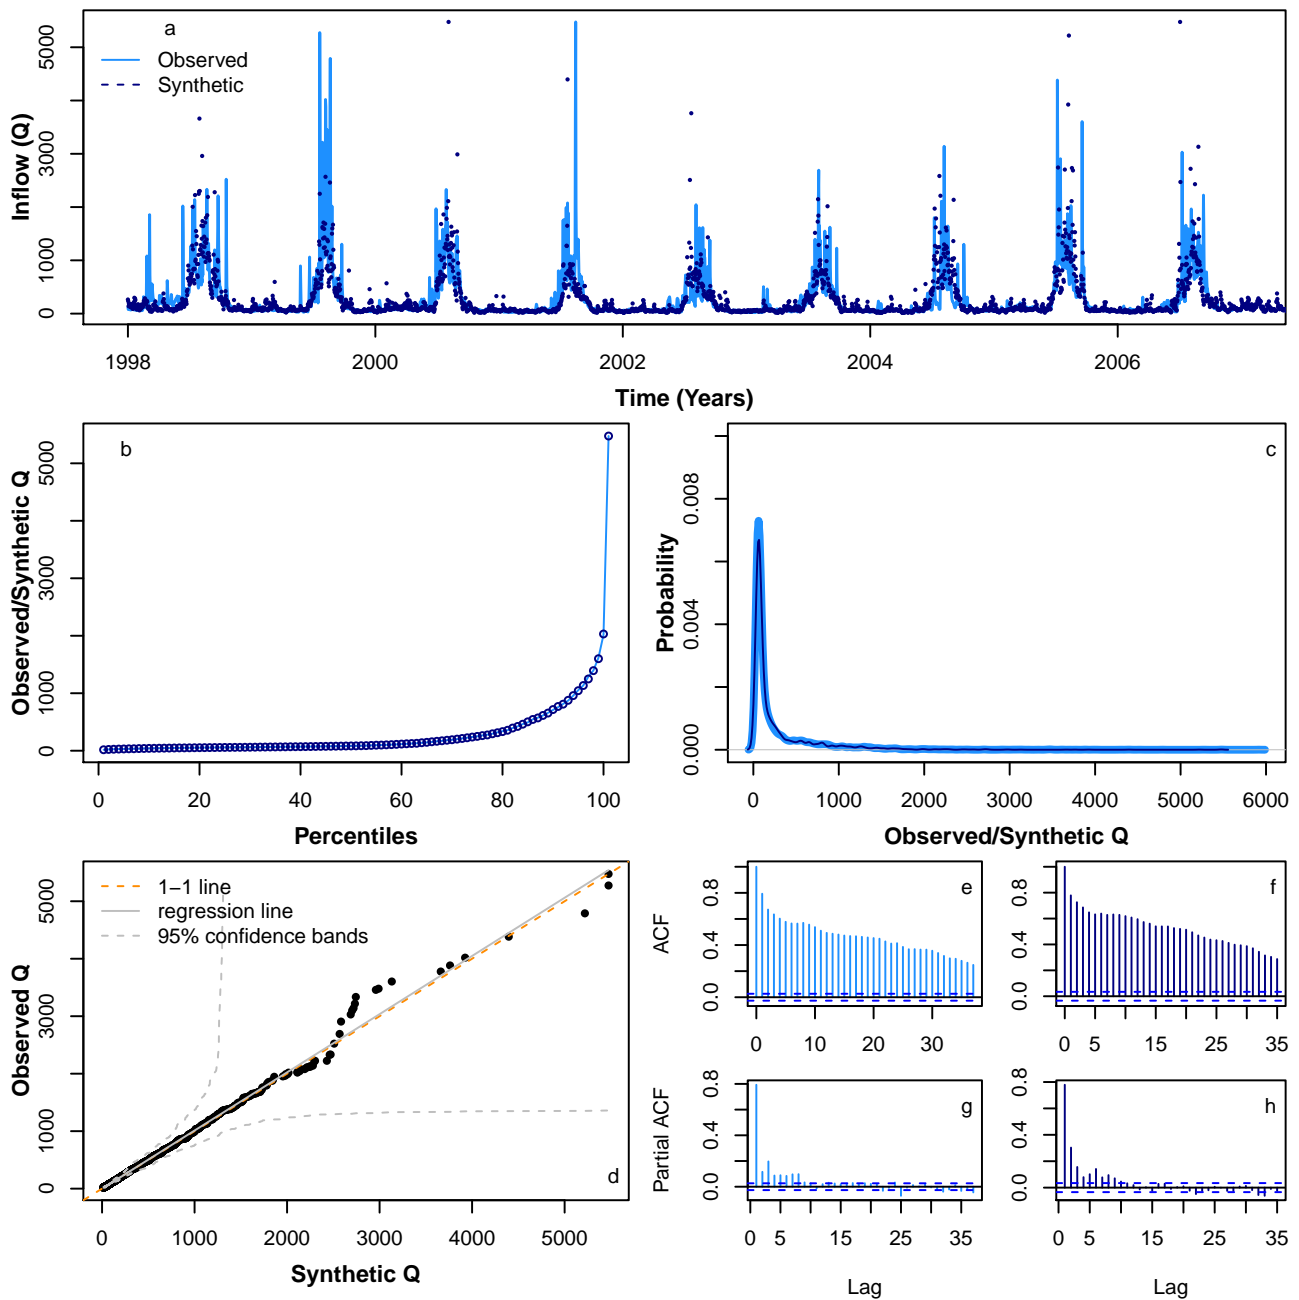 a
Observed
Synthetic
Inflow (Q)
0 1000 3000 5000
1998 2000 2002 2004 2006
Time (Years)
b
Observed/Synthetic Q
0 1000 3000 5000
0 20 40 60 80 100
Percentiles
c
Probability
0.000 0.004 0.008
0 1000 2000 3000 4000 5000 6000
Observed/Synthetic Q
1−1 line
regression line
95% confidence bands
d
Observed Q
0 1000 3000 5000
0 1000 2000 3000 4000 5000
Synthetic Q
e
ACF
0.0 0.4 0.8
0 10 20 30
f
0.0 0.4 0.8
0 5 15 25 35
g
Partial ACF
0.0 0.4 0.8
0 5 15 25 35
Lag
h
0.0 0.4 0.8
0 5 15 25 35
Lag